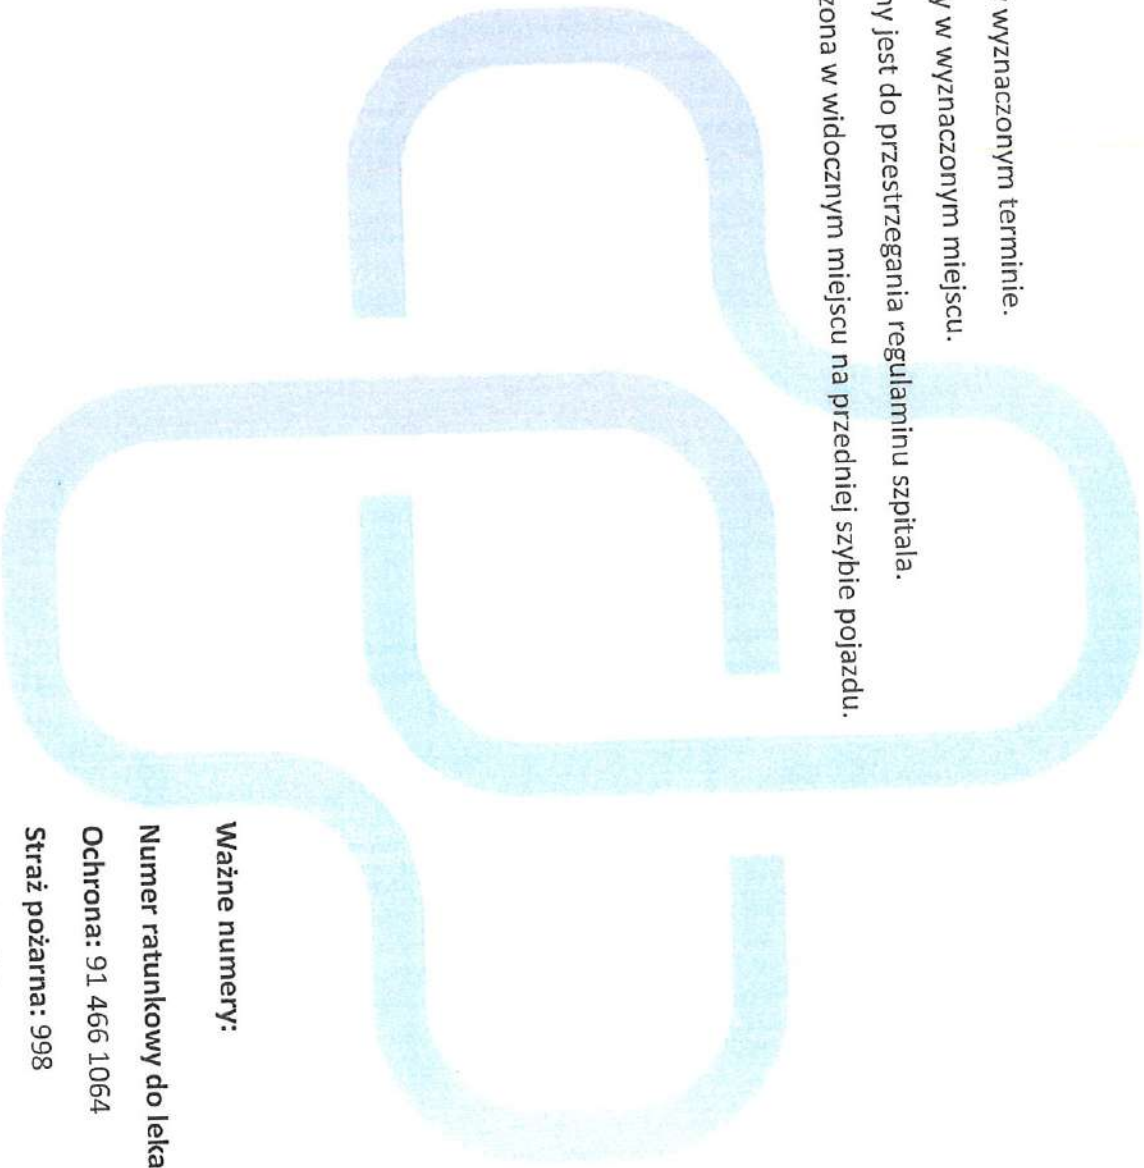 wyznaczonym terminie.
w wyznaczonym miejscu.
jest do przestrzegania regulaminu szpitala.
w widocznym miejscu na przedniej szybie pojazdu.
Ważne numery:
Numer ratunkowy do
Ochrona: 91 466 1064
Straż pożarna: 998